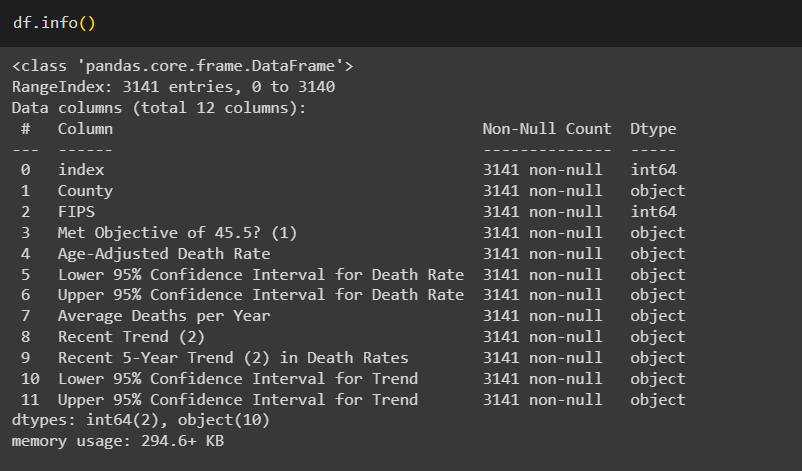 df.info()
<class 'pandas.core.frame.DataFrame'>
RangeIndex: 3141 entries, 0 to 3140
Data columns (total 12 columns):
 #   Column                                        Non-Null Count  Dtype
---  ------                                        --------------  -----
 0   index                                         3141 non-null   int64
 1   County                                        3141 non-null   object
 2   FIPS                                          3141 non-null   int64
 3   Met Objective of 45.5? (1)                    3141 non-null   object
 4   Age-Adjusted Death Rate                       3141 non-null   object
 5   Lower 95% Confidence Interval for Death Rate  3141 non-null   object
 6   Upper 95% Confidence Interval for Death Rate  3141 non-null   object
 7   Average Deaths per Year                       3141 non-null   object
 8   Recent Trend (2)                              3141 non-null   object
 9   Recent 5-Year Trend (2) in Death Rates        3141 non-null   object
 10  Lower 95% Confidence Interval for Trend       3141 non-null   object
 11  Upper 95% Confidence Interval for Trend       3141 non-null   object
dtypes: int64(2), object(10)
memory usage: 294.6+ KB